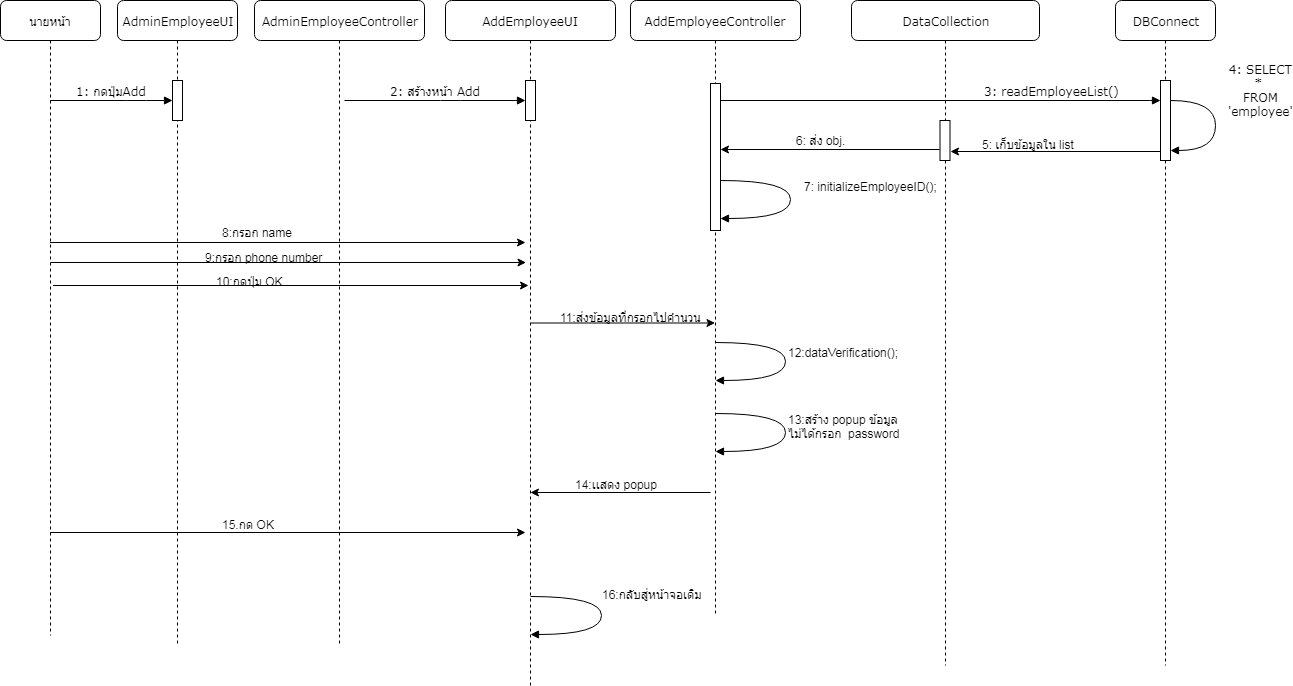 นายหน้า
AdminEmployeeUI
AdminEmployeeController
AddEmployeeUI
AddEmployeeController
DataCollection
DBConnect
1: กดปุ่มAdd
2: สร้างหน้า Add
3: readEmployeeList()
4: SELECT
*
FROM
'employee'
5: เก็บข้อมูลใน list
6: ส่ง obj.
7: initializeEmployeeID();
8:กรอก name
9:กรอก phone number
10:กดปุ่ม OK
11:ส่งข้อมูลที่กรอกไปคำนวน
12:dataVerification();
13:สร้าง popup ข้อมูล
ไม่ได้กรอก password
14:แสดง popup
15.กด OK
16:กลับสู่หน้าจอเดิม